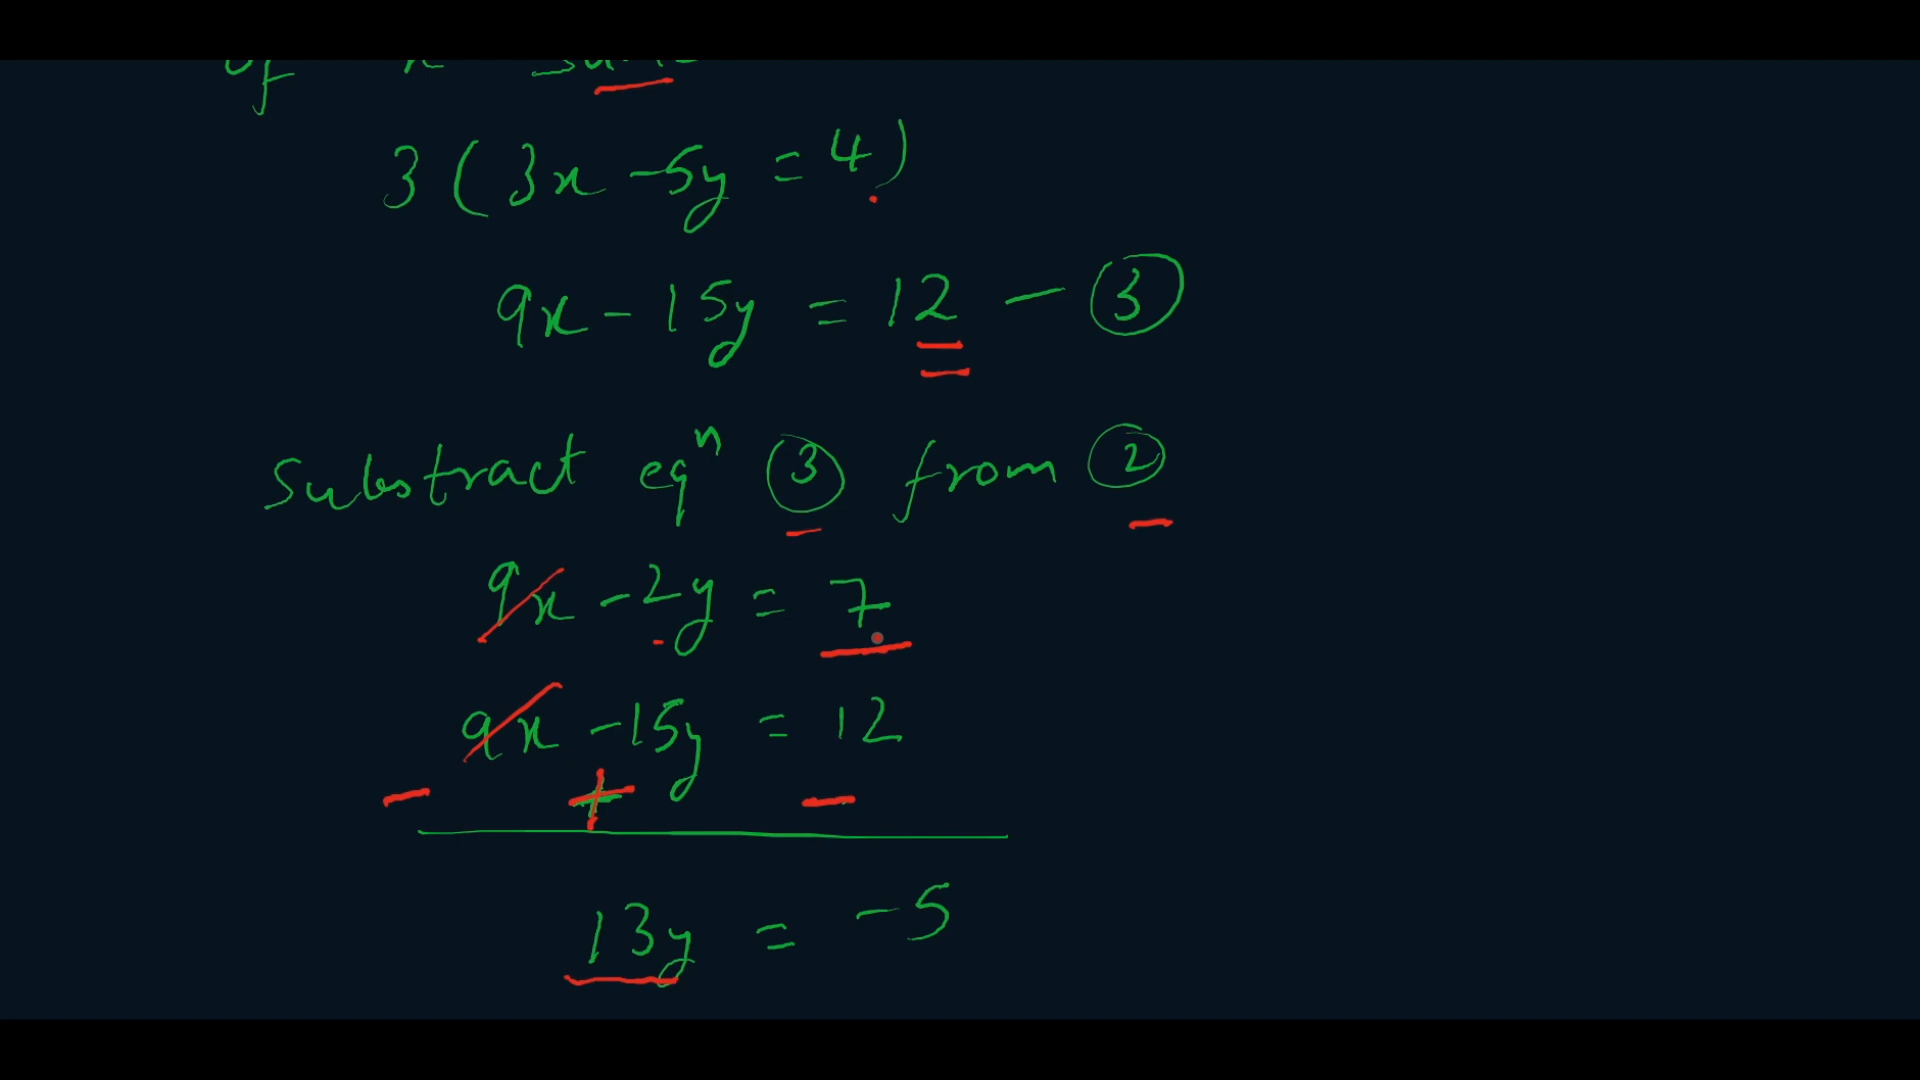 of x
3 ( 3x - 5y = 4 )
9x - 15y = 12 - ③
Substract eqⁿ ③ from ②
9x - 2y = 7
9x - 15y = 12
- + -
13y = -5